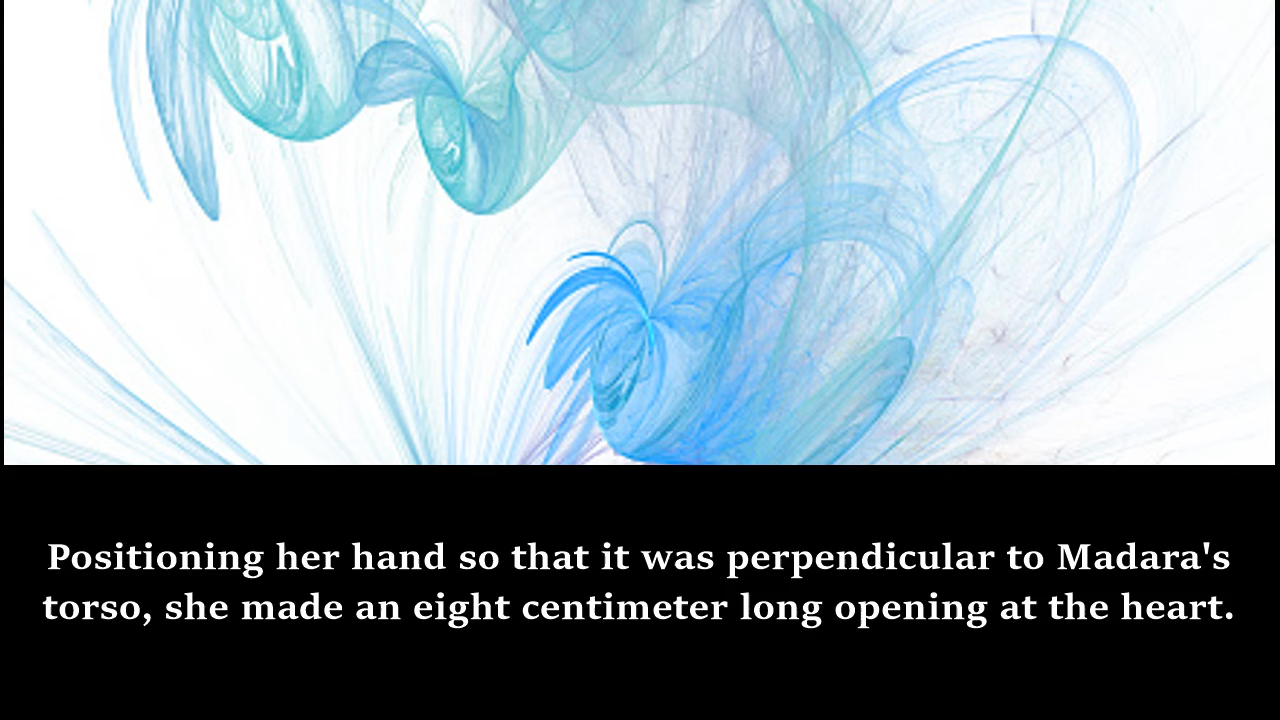 Positioning her hand so that it was perpendicular to Madara's
torso, she made an eight centimeter long opening at the heart.